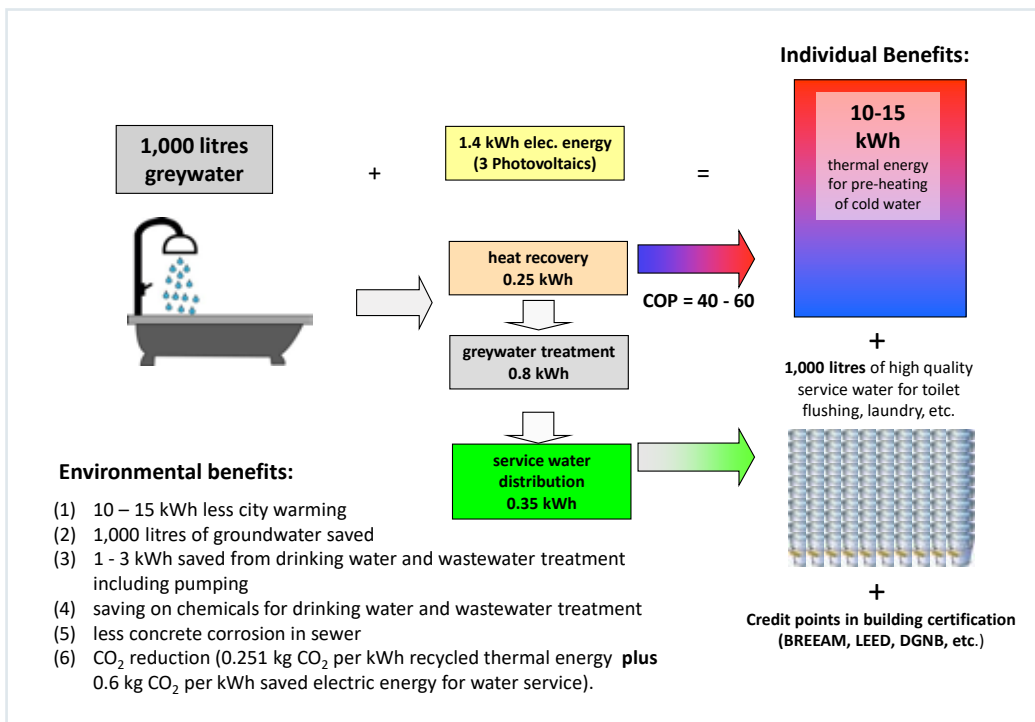 Individual Benefits:
1,000 litres
greywater
+
1.4 kWh elec. energy
(3 Photovoltaics)
=
10-15
kWh
thermal energy
for pre-heating
of cold water
heat recovery
0.25 kWh
COP = 40 - 60
greywater treatment
0.8 kWh
service water
distribution
0.35 kWh
+
1,000 litres of high quality
service water for toilet
flushing, laundry, etc.
+
Credit points in building certification
(BREEAM, LEED, DGNB, etc.)
Environmental benefits:
(1) 10 – 15 kWh less city warming
(2) 1,000 litres of groundwater saved
(3) 1 - 3 kWh saved from drinking water and wastewater treatment
including pumping
(4) saving on chemicals for drinking water and wastewater treatment
(5) less concrete corrosion in sewer
(6) CO₂ reduction (0.251 kg CO₂ per kWh recycled thermal energy plus
0.6 kg CO₂ per kWh saved electric energy for water service).